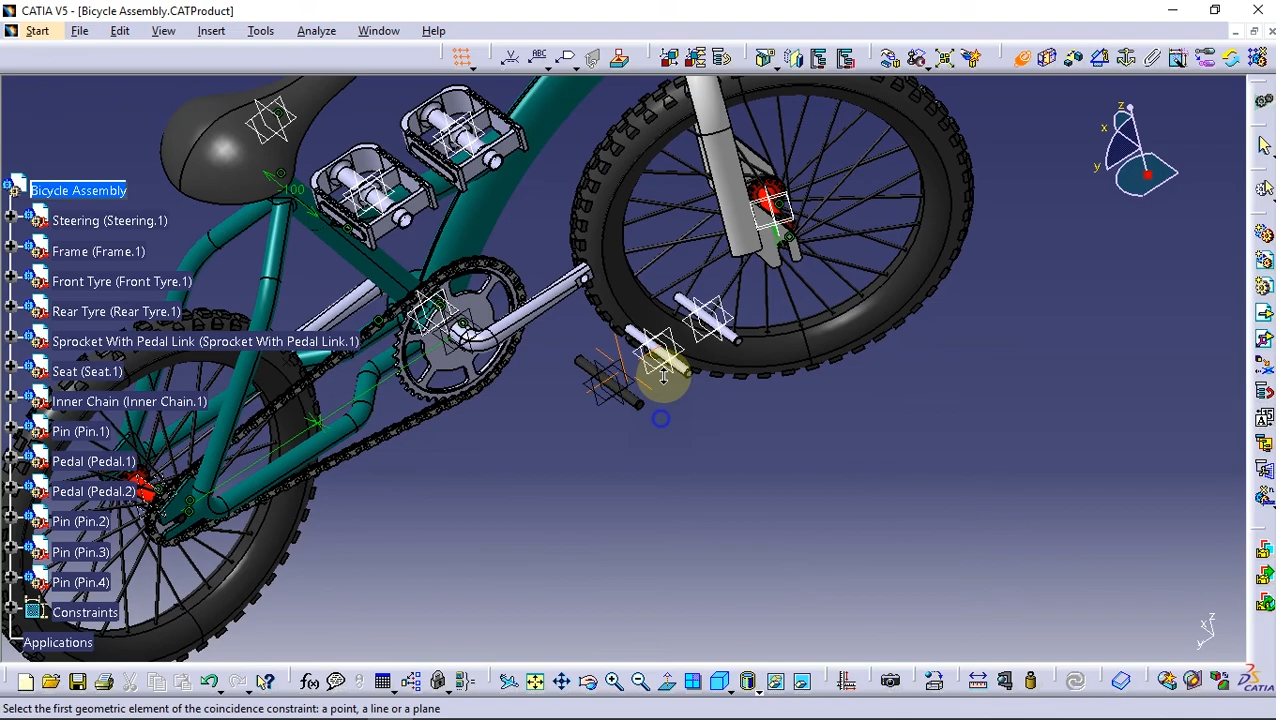 CATIA V5 - [Bicycle Assembly.CATProduct]
Start File Edit View Insert Tools Analyze Window Help
ABC
z
x
y
100
Bicycle Assembly
Steering (Steering.1)
Frame (Frame.1)
Front Tyre (Front Tyre.1)
Rear Tyre (Rear Tyre.1)
Sprocket With Pedal Link (Sprocket With Pedal Link.1)
Seat (Seat.1)
Inner Chain (Inner Chain.1)
Pin (Pin.1)
Pedal (Pedal.1)
Pedal (Pedal.2)
Pin (Pin.2)
Pin (Pin.3)
Pin (Pin.4)
Constraints
Applications
z
x
y
f(x)
CATIA
Select the first geometric element of the coincidence constraint: a point, a line or a plane